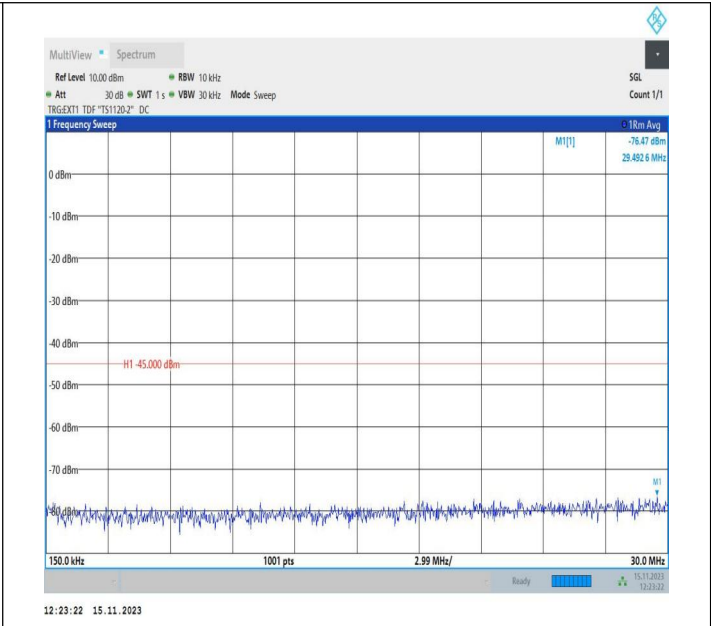 R S
MultiView Spectrum
Ref Level 10.00 dBm RBW 10 kHz SGL
Att 30 dB SWT 1 s VBW 30 kHz Mode Sweep Count 1/1
TRG:EXT1 TDF "TS1120-2" DC
1 Frequency Sweep 1Rm Avg
M1[1] -76.47 dBm
29.492 6 MHz
0 dBm
-10 dBm
-20 dBm
-30 dBm
-40 dBm
H1 -45.000 dBm
-50 dBm
-60 dBm
-70 dBm
M1
-80 dBm
150.0 kHz 1001 pts 2.99 MHz/ 30.0 MHz
Ready 15.11.2023
12:23:22
12:23:22 15.11.2023